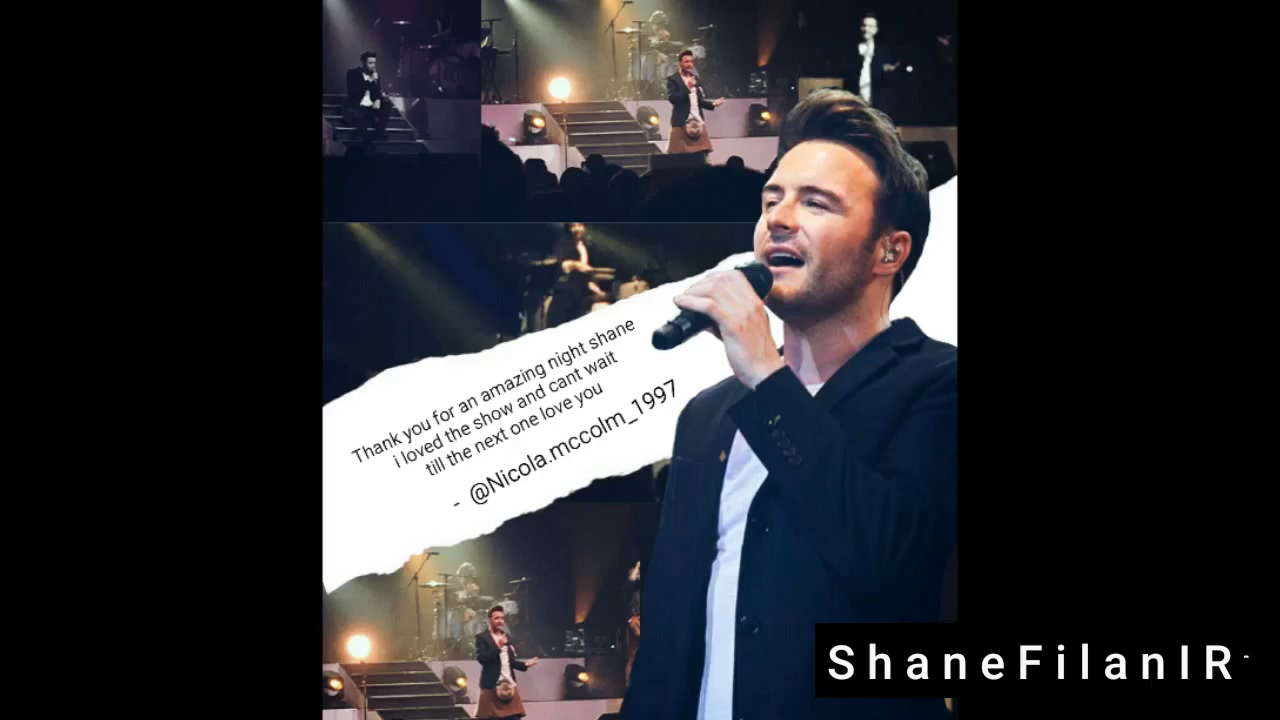 Thank you for an amazing night shane
i loved the show and cant wait
till the next one love you
- @Nicola.mccolm_1997
ShaneFilanIR